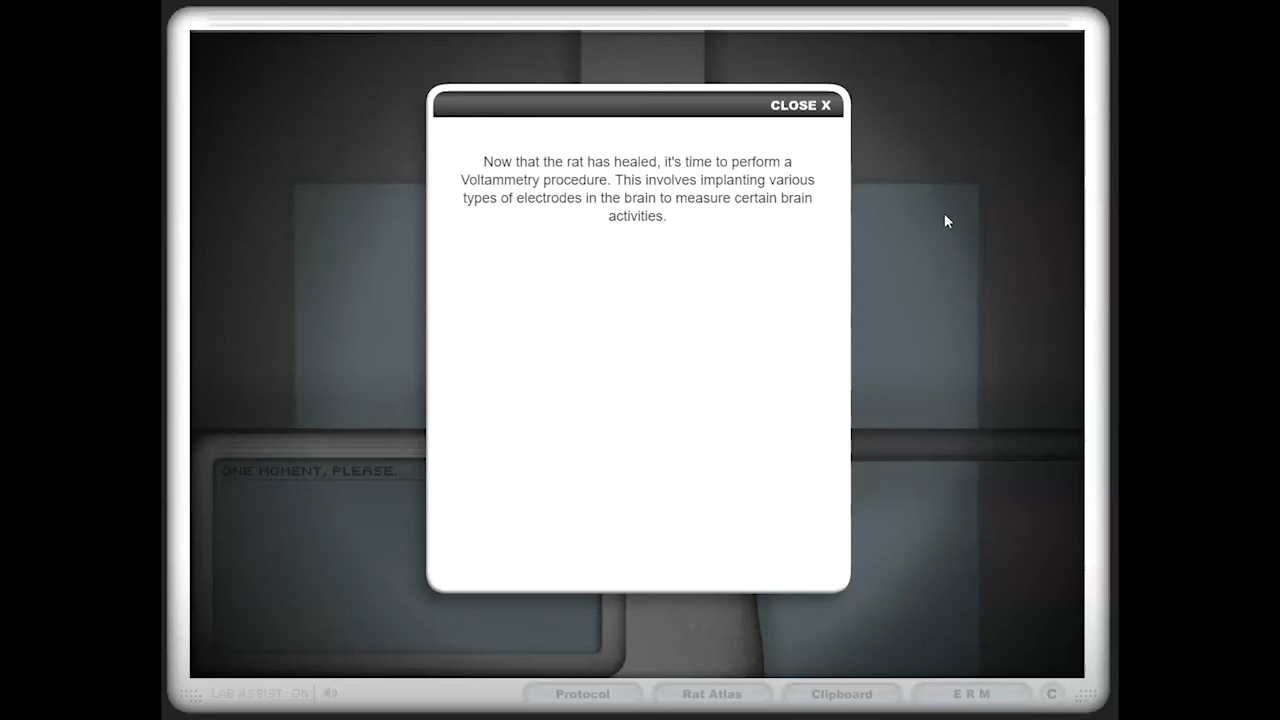 CLOSE X
Now that the rat has healed, it's time to perform a
Voltammetry procedure. This involves implanting various
types of electrodes in the brain to measure certain brain
activities.
ONE MOMENT, PLEASE..
LAB ASSIST: ON
Protocol
Rat Atlas
Clipboard
E R M
C